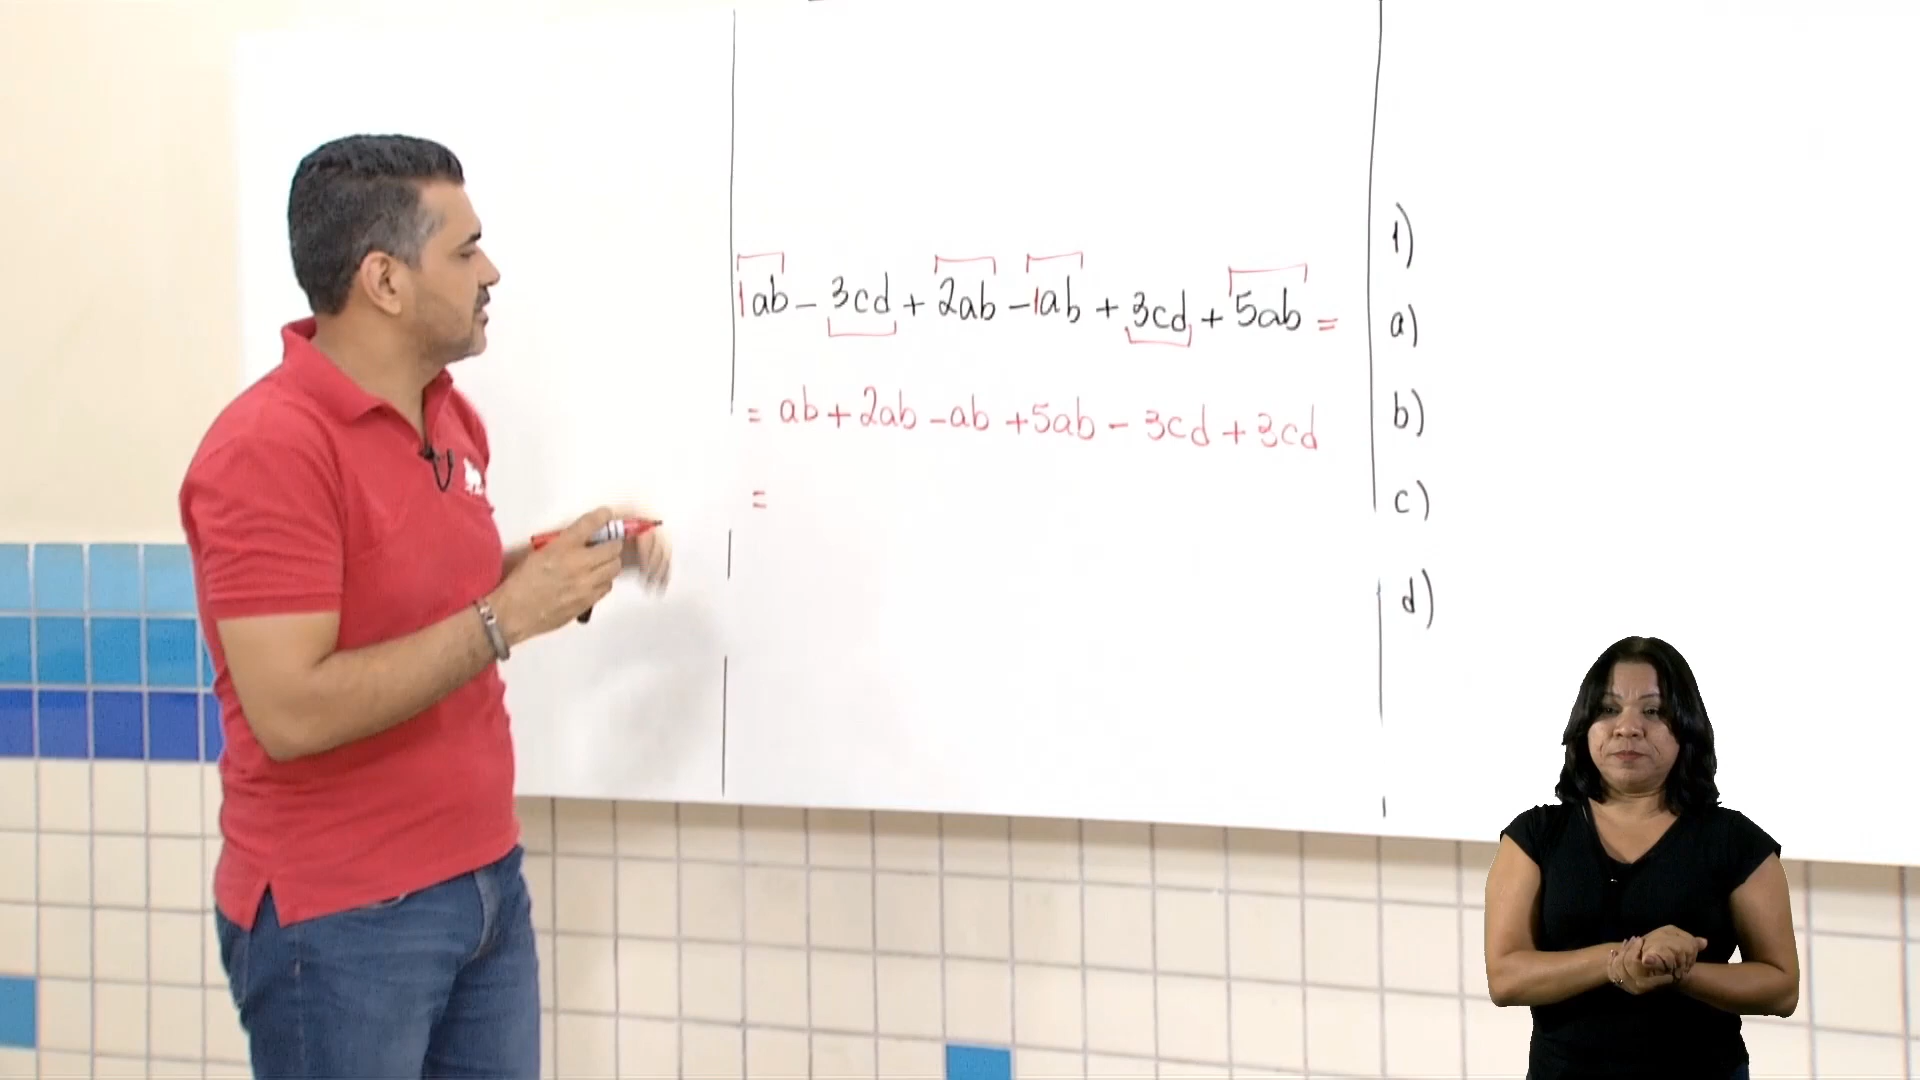 1ab - 3cd + 2ab - 1ab + 3cd + 5ab =
= ab + 2ab - ab + 5ab - 3cd + 3cd
=
1)
a)
b)
c)
d)